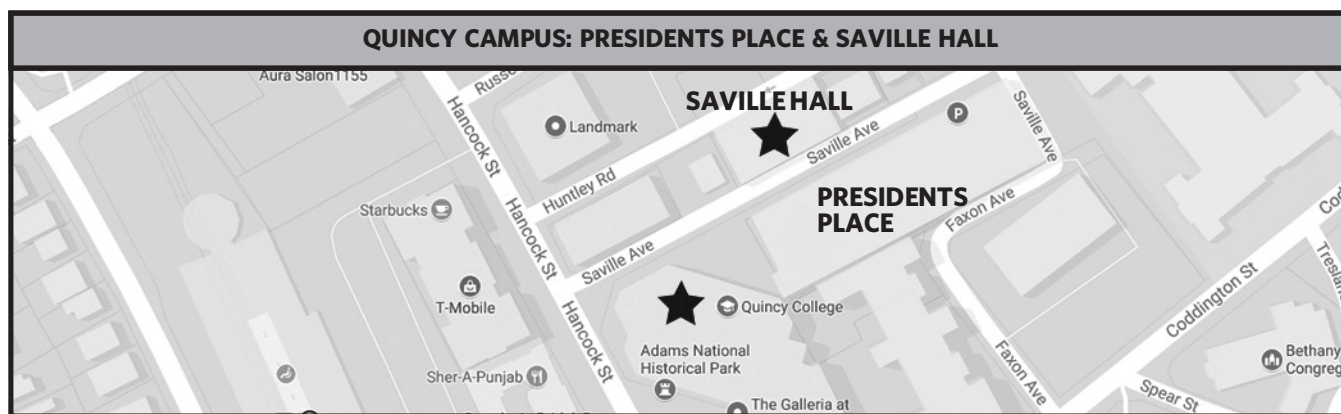 QUINCY CAMPUS: PRESIDENTS PLACE & SAVILLE HALL
Aura Salon1155
Hancock St
SAVILLE HALL
Landmark
Saville Ave
P
Saville Ave
Huntley Rd
Starbucks
Hancock St
PRESIDENTS
PLACE
Faxon Ave
Saville Ave
T-Mobile
Hancock St
Quincy College
Coddington St
Adams National
Historical Park
Sher-A-Punjab
Faxon Ave
Bethany
The Galleria at
Spear St